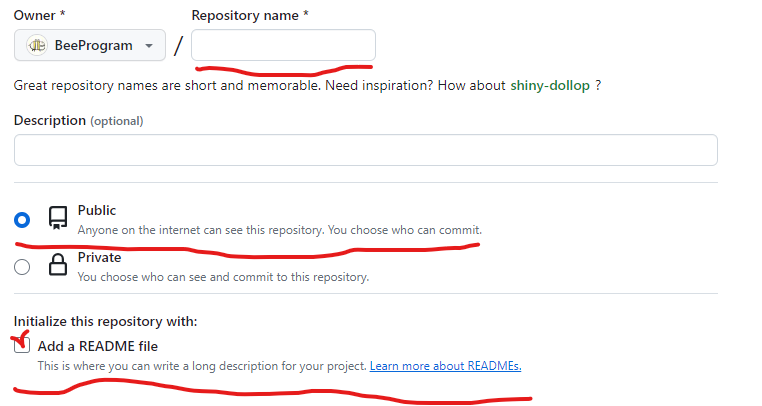 Owner * Repository name *
BeeProgram /
Great repository names are short and memorable. Need inspiration? How about shiny-dollop ?
Description (optional)
Public
Anyone on the internet can see this repository. You choose who can commit.
Private
You choose who can see and commit to this repository.
Initialize this repository with:
Add a README file
This is where you can write a long description for your project. Learn more about READMEs.